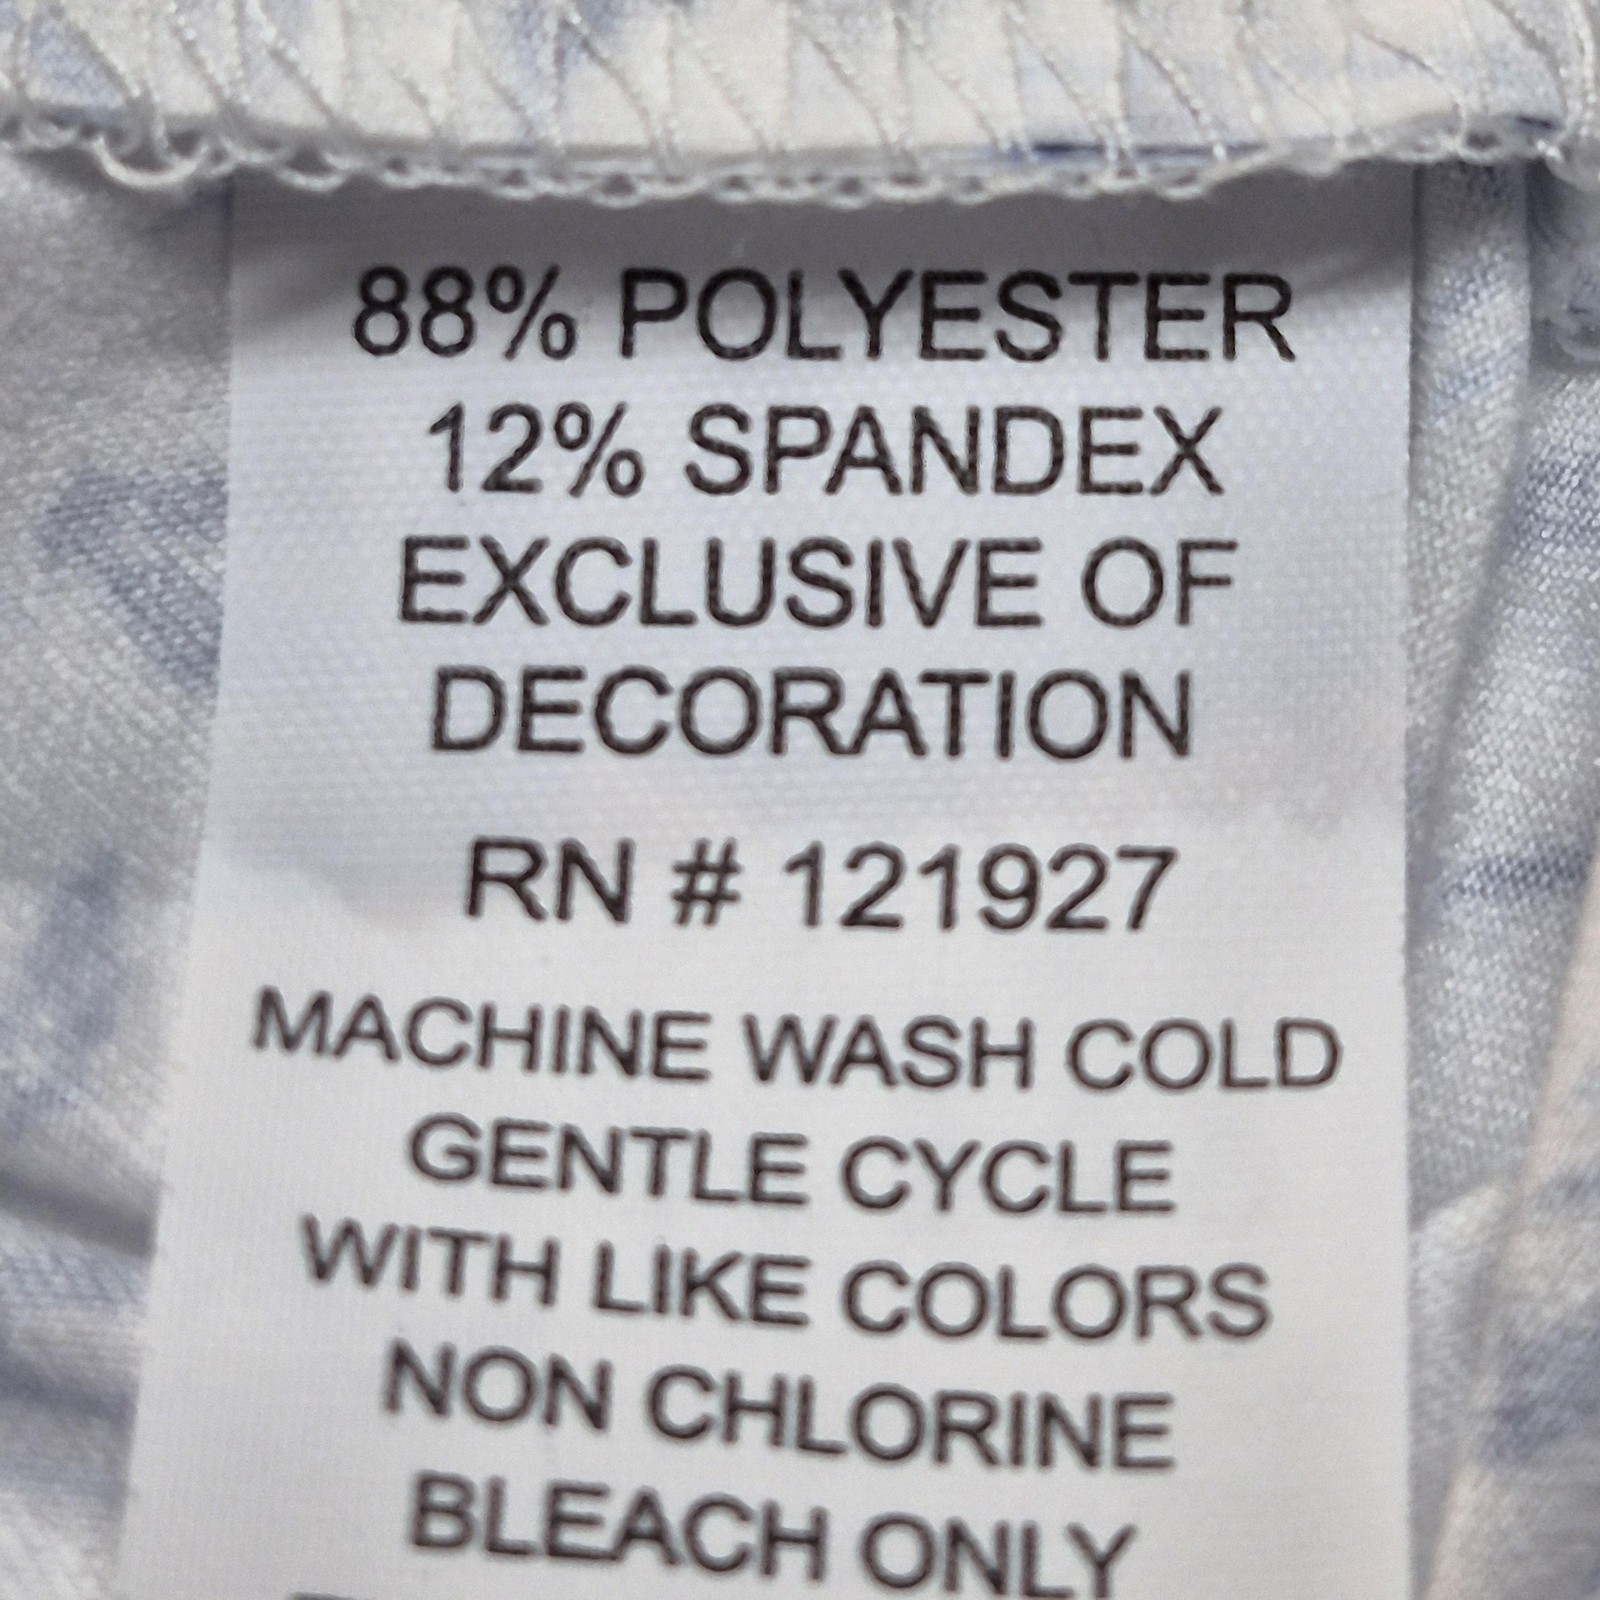 88% POLYESTER
12% SPANDEX
EXCLUSIVE OF
DECORATION
RN # 121927
MACHINE WASH COLD
GENTLE CYCLE
WITH LIKE COLORS
NON CHLORINE
BLEACH ONLY